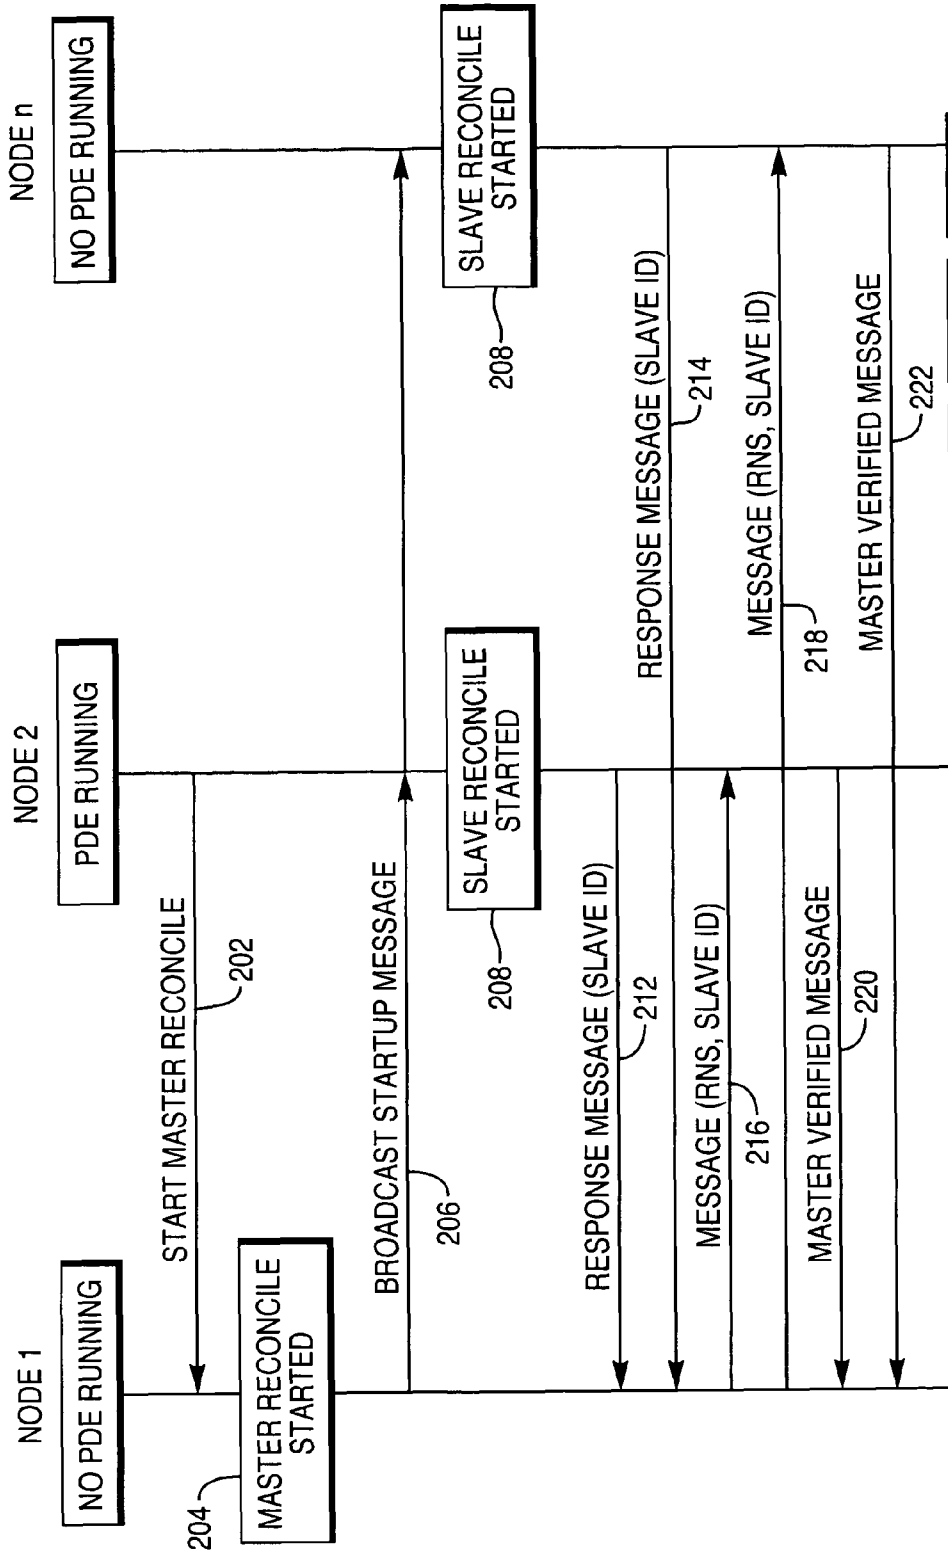 NODE 1
NODE 2
NODE n
NO PDE RUNNING
PDE RUNNING
NO PDE RUNNING
START MASTER RECONCILE
202
204
MASTER RECONCILE
STARTED
BROADCAST STARTUP MESSAGE
206
SLAVE RECONCILE
STARTED
208
SLAVE RECONCILE
STARTED
208
RESPONSE MESSAGE (SLAVE ID)
212
RESPONSE MESSAGE (SLAVE ID)
214
MESSAGE (RNS, SLAVE ID)
216
MESSAGE (RNS, SLAVE ID)
218
MASTER VERIFIED MESSAGE
220
MASTER VERIFIED MESSAGE
222